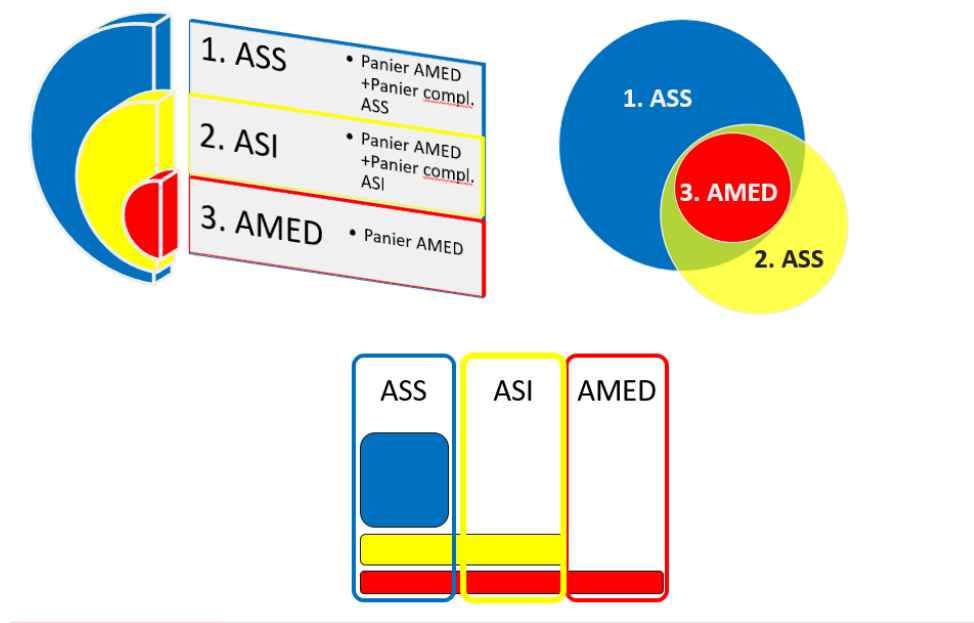 1. ASS
• Panier AMED
+Panier compl.
ASS
2. ASI
• Panier AMED
+Panier compl.
ASI
3. AMED
• Panier AMED
1. ASS
3. AMED
2. ASS
ASS
ASI
AMED